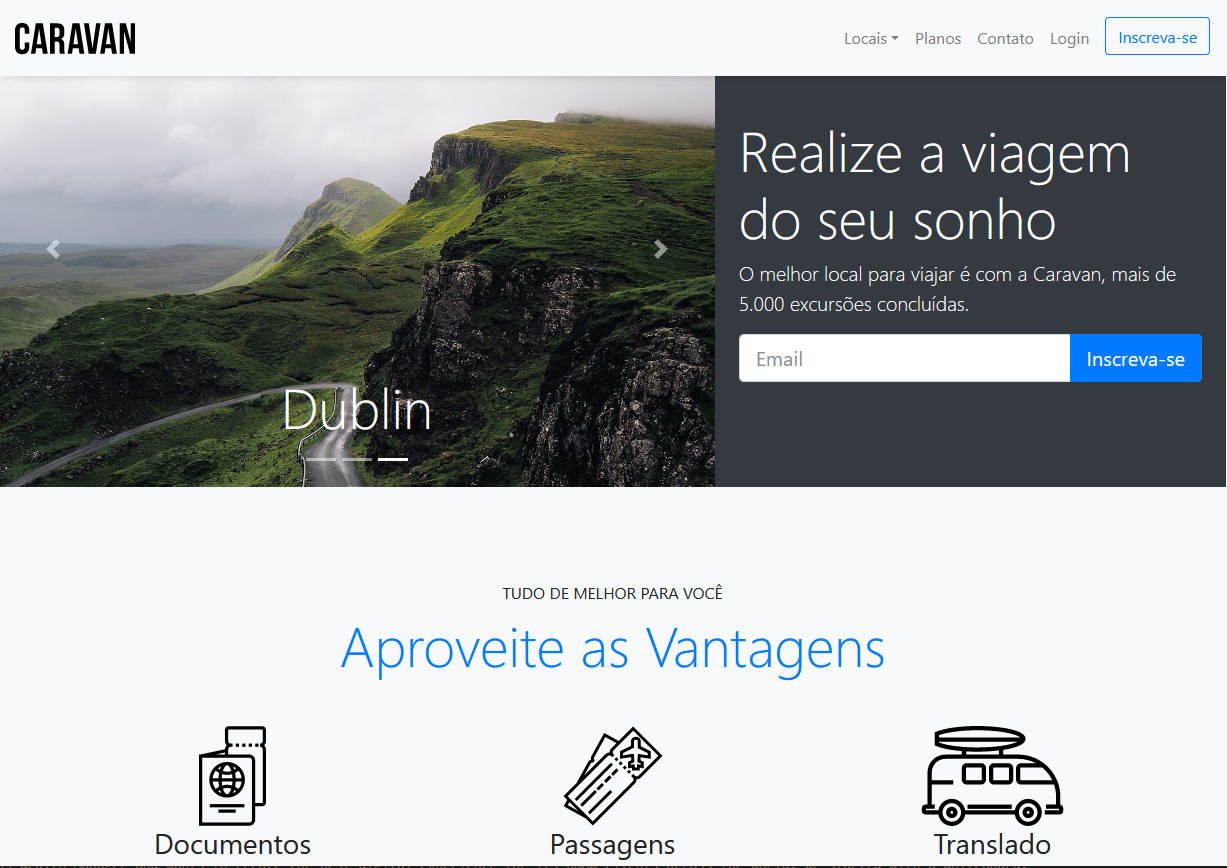 CARAVAN
Locais
Planos
Contato
Login
Inscreva-se
Realize a viagem
do seu sonho
O melhor local para viajar é com a Caravan, mais de
5.000 excursões concluídas.
Email
Inscreva-se
Dublin
TUDO DE MELHOR PARA VOCÊ
Aproveite as Vantagens
Documentos
Passagens
Translado